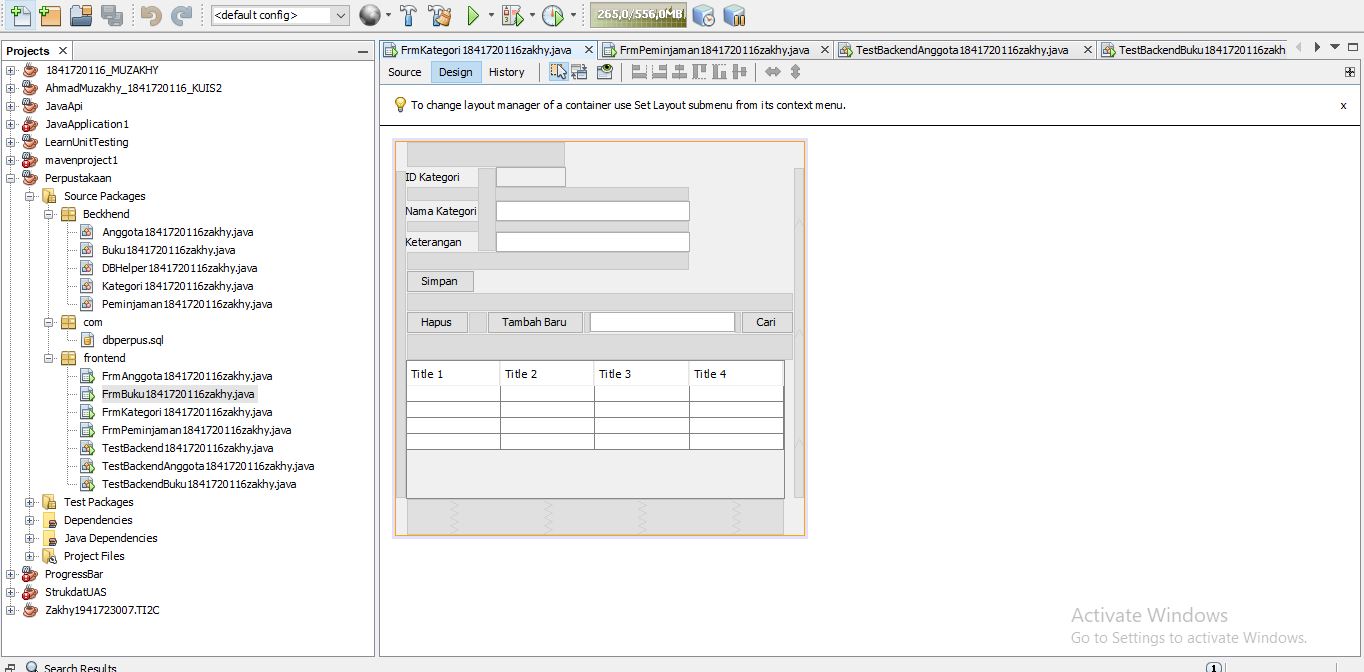 <default config>
265,0/556,0MB
Projects
FrmKategori1841720116zakhy.java
FrmPeminjaman1841720116zakhy.java
TestBackendAnggota1841720116zakhy.java
TestBackendBuku1841720116zakh
Source Design History
To change layout manager of a container use Set Layout submenu from its context menu.
x
1841720116_MUZAKHY
AhmadMuzakhy_1841720116_KUIS2
JavaApi
JavaApplication1
LearnUnitTesting
mavenproject1
Perpustakaan
Source Packages
Beckhend
Anggota1841720116zakhy.java
Buku1841720116zakhy.java
DBHelper1841720116zakhy.java
Kategori1841720116zakhy.java
Peminjaman1841720116zakhy.java
com
dbperpus.sql
frontend
FrmAnggota1841720116zakhy.java
FrmBuku1841720116zakhy.java
FrmKategori1841720116zakhy.java
FrmPeminjaman1841720116zakhy.java
TestBackend1841720116zakhy.java
TestBackendAnggota1841720116zakhy.java
TestBackendBuku1841720116zakhy.java
Test Packages
Dependencies
Java Dependencies
Project Files
ProgressBar
StrukdatUAS
Zakhy1941723007.TI2C
ID Kategori
Nama Kategori
Keterangan
Simpan
Hapus Tambah Baru Cari
Title 1 Title 2 Title 3 Title 4
Activate Windows
Go to Settings to activate Windows.
Search Results
1